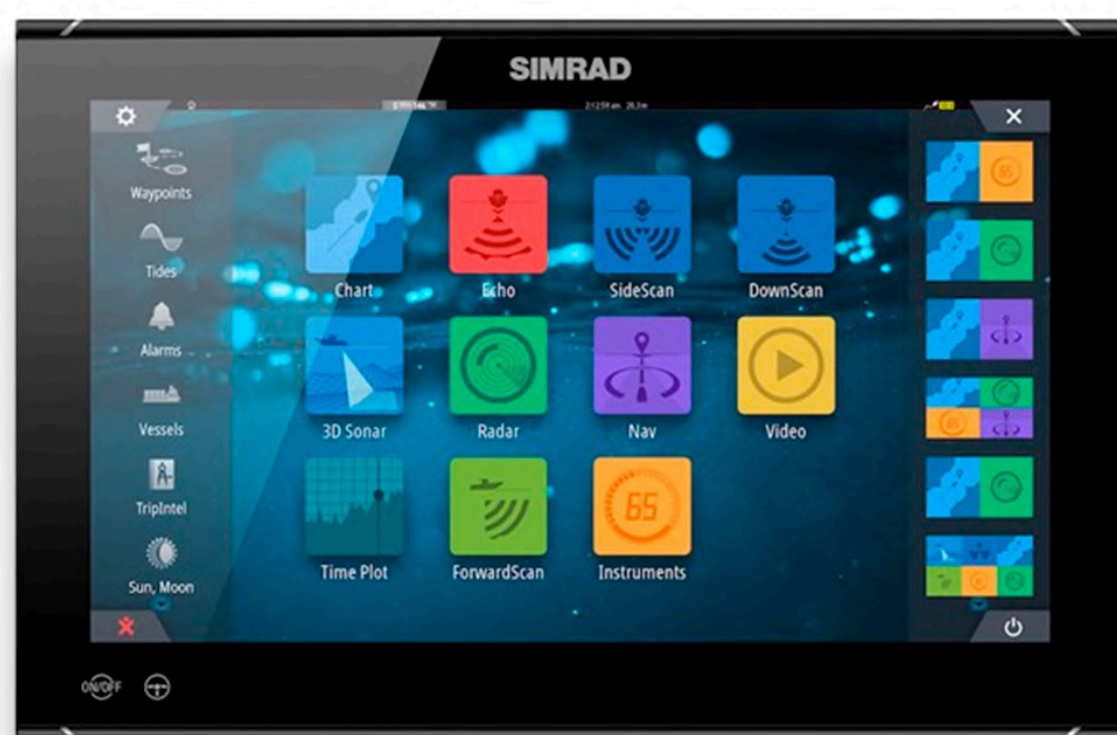 SIMRAD
Waypoints
Tides
Alarms
Vessels
TripIntel
Sun, Moon
Chart
Echo
SideScan
DownScan
3D Sonar
Radar
Nav
Video
Time Plot
ForwardScan
65
Instruments
65
ON/OFF